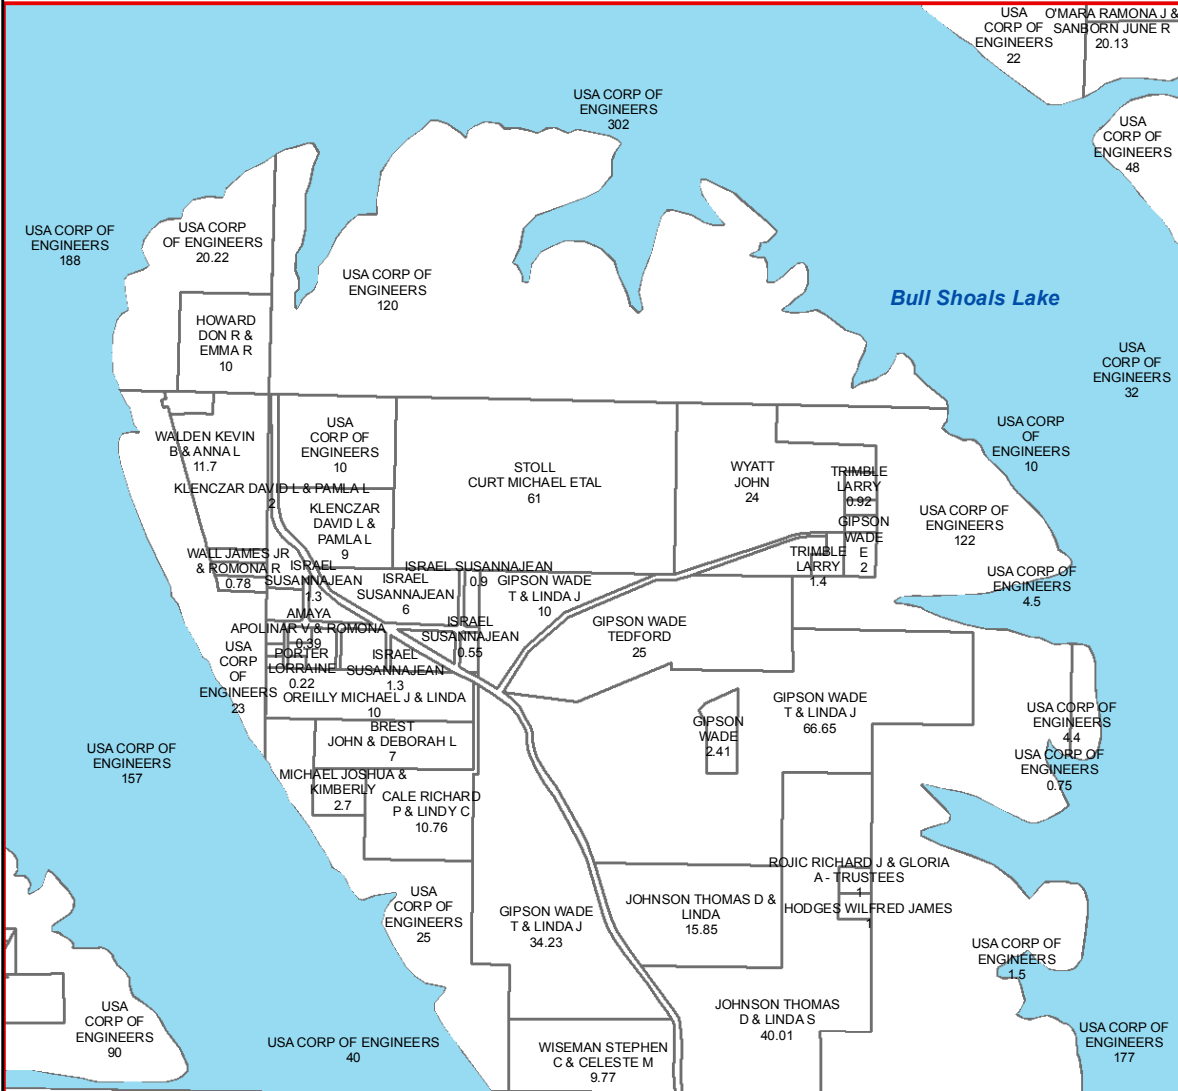 USA
CORP OF
ENGINEERS
22
O'MARA RAMONA J &
SANBORN JUNE R
20.13
USA CORP OF
ENGINEERS
302
USA
CORP OF
ENGINEERS
48
USA CORP OF
ENGINEERS
188
USA CORP
OF ENGINEERS
20.22
USA CORP OF
ENGINEERS
120
Bull Shoals Lake
HOWARD
DON R &
EMMA R
10
USA
CORP OF
ENGINEERS
32
WALDEN KEVIN
B & ANNA L
11.7
USA
CORP OF
ENGINEERS
10
STOLL
CURT MICHAEL ETAL
61
WYATT
JOHN
24
TRIMBLE
LARRY
0.92
USA CORP
OF
ENGINEERS
10
KLENCZAR DAVID L & PAMLA L
2
KLENCZAR
DAVID L &
PAMLA L
9
GIPSON
WADE
E
2
USA CORP OF
ENGINEERS
122
WALL JAMES JR
& ROMONA R
0.78
ISRAEL
SUSANNAJEAN
1.3
ISRAEL
SUSANNAJEAN
6
ISRAEL SUSANNAJEAN
0.9
GIPSON WADE
T & LINDA J
10
TRIMBLE
LARRY
1.4
USA CORP OF
ENGINEERS
4.5
AMAYA
APOLINAR V & ROMONA
0.39
ISRAEL
SUSANNAJEAN
0.55
GIPSON WADE
TEDFORD
25
USA
CORP
OF
ENGINEERS
23
PORTER
LORRAINE
0.22
ISRAEL
SUSANNAJEAN
1.3
OREILLY MICHAEL J & LINDA
10
GIPSON WADE
T & LINDA J
66.65
GIPSON
WADE
2.41
USA CORP OF
ENGINEERS
4.4
BREST
JOHN & DEBORAH L
7
USA CORP OF
ENGINEERS
157
USA CORP OF
ENGINEERS
0.75
MICHAEL JOSHUA &
KIMBERLY
2.7
CALE RICHARD
P & LINDY C
10.76
ROJIC RICHARD J & GLORIA
A - TRUSTEES
1
USA
CORP OF
ENGINEERS
25
GIPSON WADE
T & LINDA J
34.23
JOHNSON THOMAS D &
LINDA
15.85
HODGES WILFRED JAMES
1
USA CORP OF
ENGINEERS
1.5
USA
CORP OF
ENGINEERS
90
USA CORP OF ENGINEERS
40
WISEMAN STEPHEN
C & CELESTE M
9.77
JOHNSON THOMAS
D & LINDA S
40.01
USA CORP OF
ENGINEERS
177